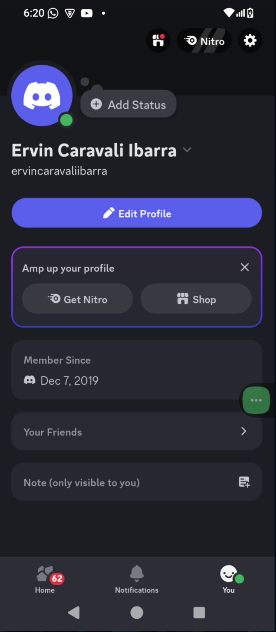 6:20
Nitro
Add Status
Ervin Caravali Ibarra
ervincaravaliibarra
Edit Profile
Amp up your profile
Get Nitro
Shop
Member Since
Dec 7, 2019
Your Friends
Note (only visible to you)
62
Home
Notifications
You